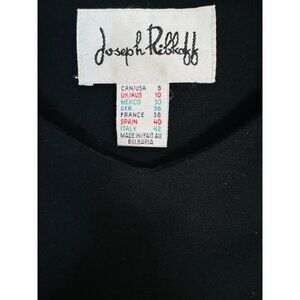 Joseph Ribkoff
CAN/USA 8
UK/AUS 10
MEXICO 30
GER. 36
FRANCE 38
SPAIN 40
ITALY 42
MADE IN/FAIT AU
BULGARIA